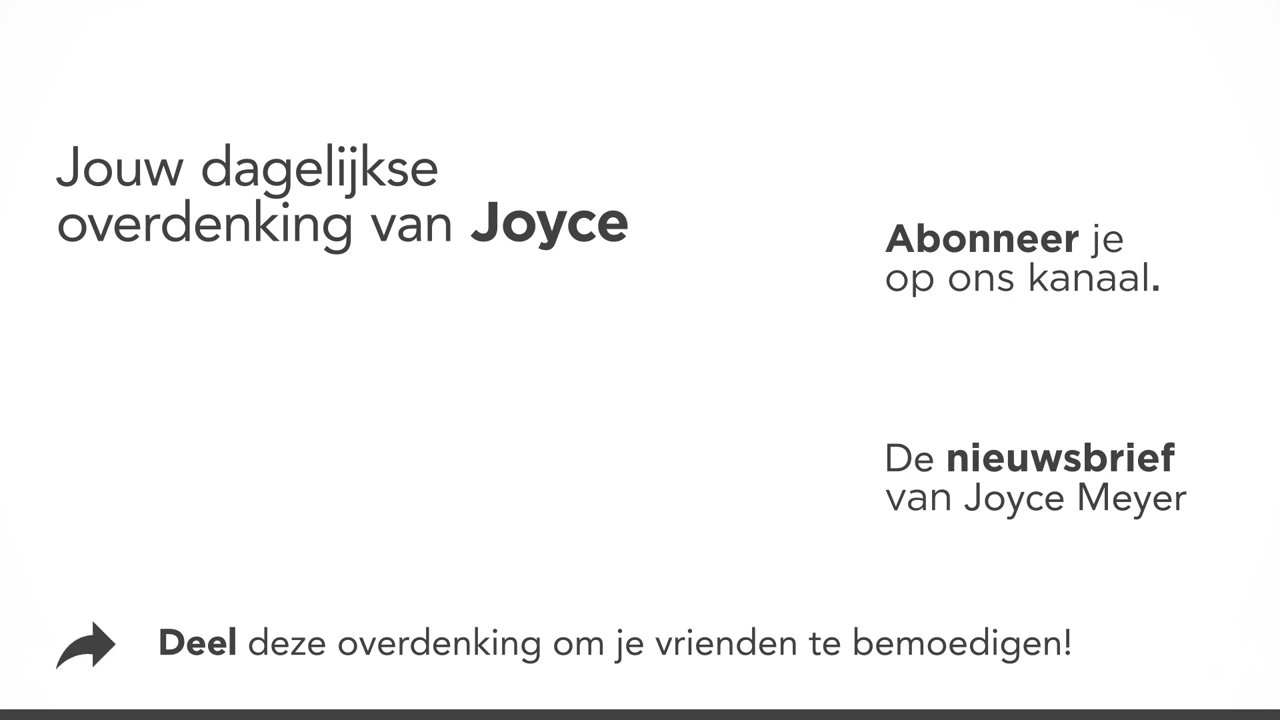 Jouw dagelijkse
overdenking van Joyce
Abonneer je
op ons kanaal.
De nieuwsbrief
van Joyce Meyer
Deel deze overdenking om je vrienden te bemoedigen!